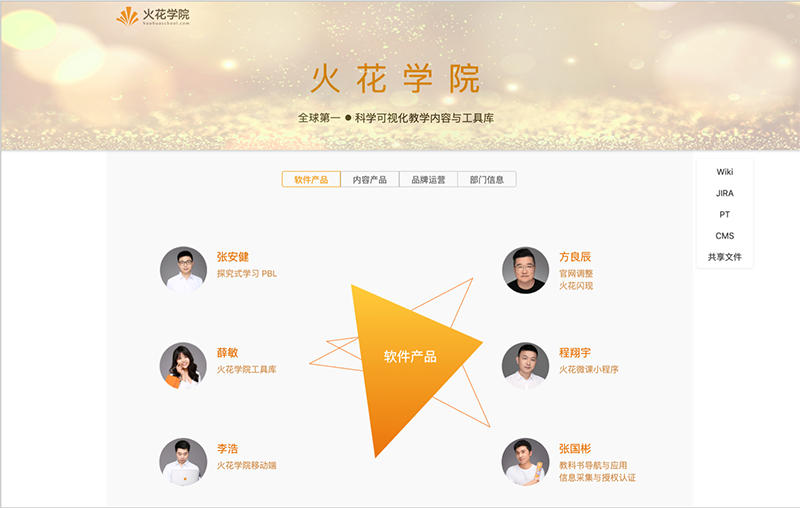 火花学院
huohuaschool.com
火花学院
全球第一 ● 科学可视化教学内容与工具库
软件产品
内容产品
品牌运营
部门信息
Wiki
JIRA
PT
CMS
共享文件
张安健
探究式学习 PBL
方良辰
官网调整
火花闪现
软件产品
薛敏
火花学院工具库
程翔宇
火花微课小程序
李浩
火花学院移动端
张国彬
教科书导航与应用
信息采集与授权认证